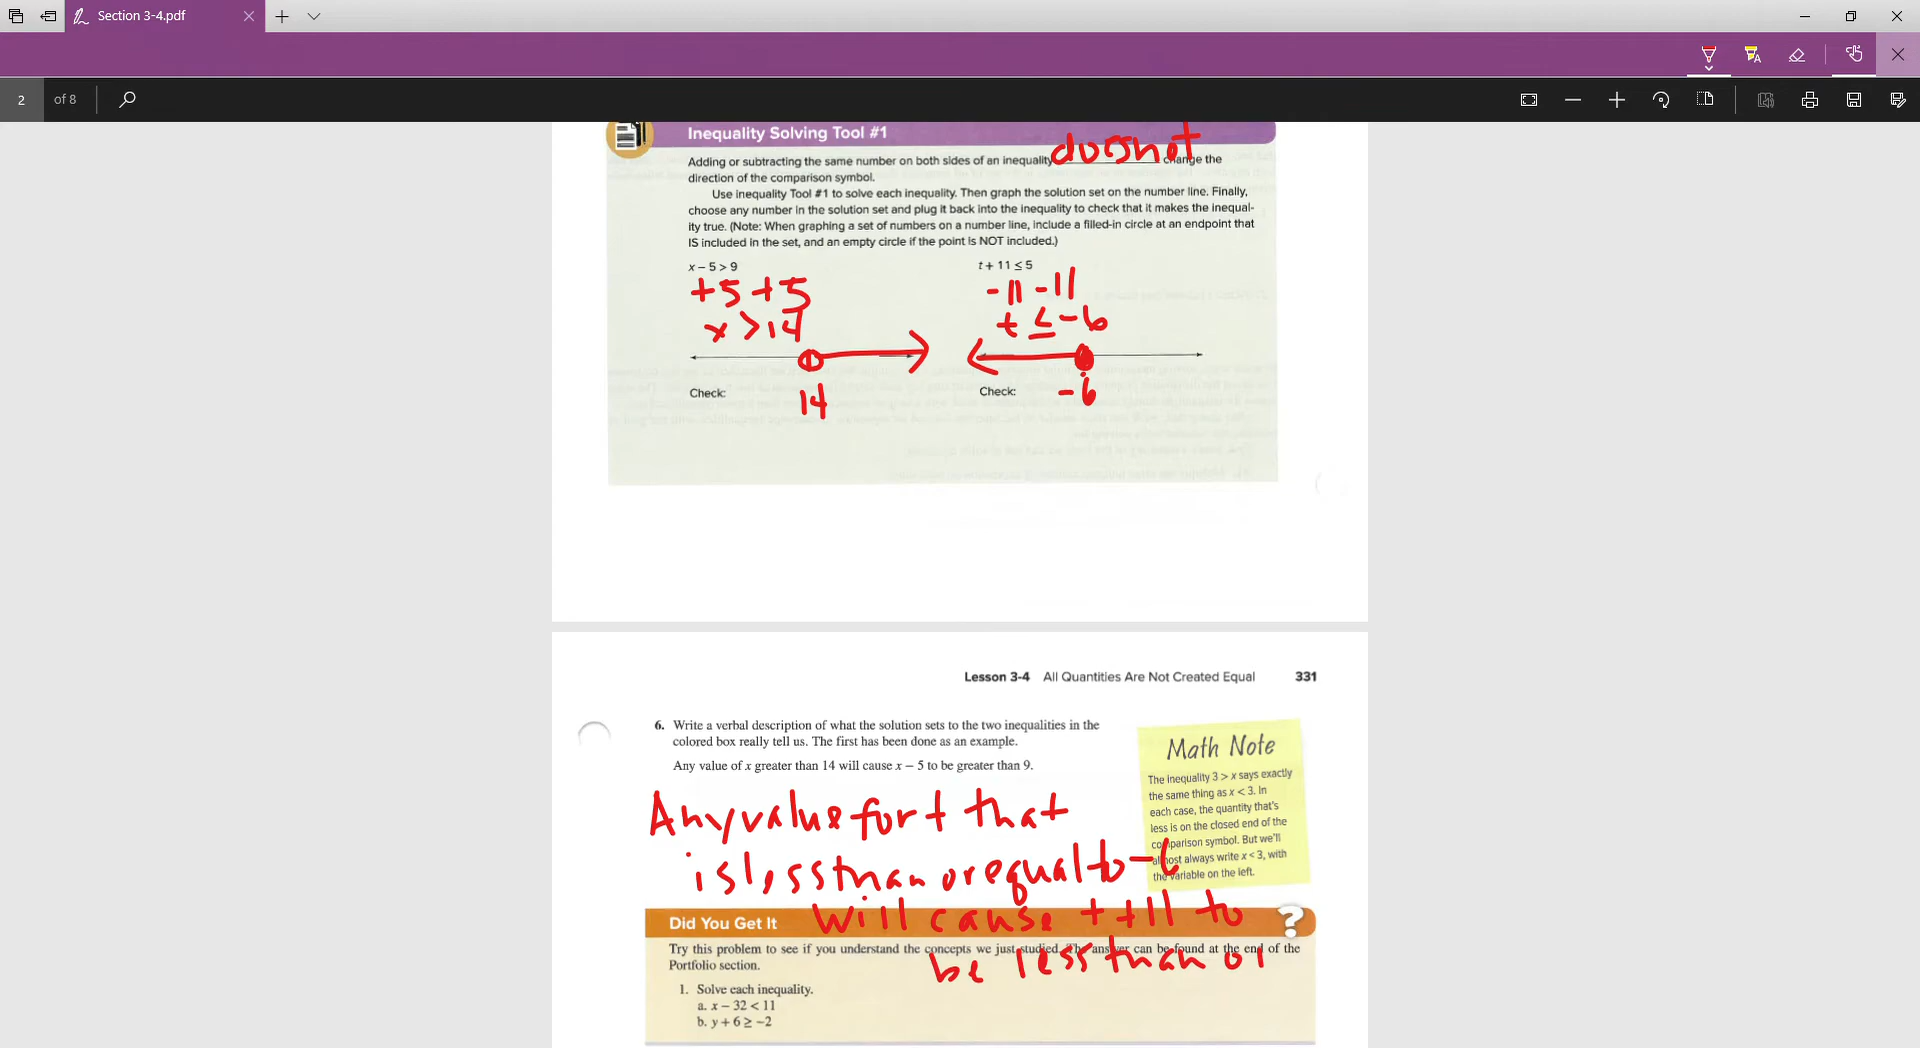 Section 3-4.pdf
2 of 8
Inequality Solving Tool #1
Adding or subtracting the same number on both sides of an inequality does not change the
direction of the comparison symbol.
Use inequality Tool #1 to solve each inequality. Then graph the solution set on the number line. Finally,
choose any number in the solution set and plug it back into the inequality to check that it makes the inequal-
ity true. (Note: When graphing a set of numbers on a number line, include a filled-in circle at an endpoint that
IS included in the set, and an empty circle if the point is NOT included.)
x – 5 > 9
+5 +5
x > 14
14
Check:
t + 11 ≤ 5
-11 -11
t ≤ -6
-6
Check:
Lesson 3-4 All Quantities Are Not Created Equal 331
6. Write a verbal description of what the solution sets to the two inequalities in the
colored box really tell us. The first has been done as an example.
Any value of x greater than 14 will cause x – 5 to be greater than 9.
Any value for t that
is less than or equal to -6
will cause t+11 to
be less than or
Math Note
The inequality 3 > x says exactly
the same thing as x < 3. In
each case, the quantity that's
less is on the closed end of the
comparison symbol. But we'll
almost always write x < 3, with
the variable on the left.
Did You Get It ?
Try this problem to see if you understand the concepts we just studied. The answer can be found at the end of the
Portfolio section.
1. Solve each inequality.
a. x – 32 < 11
b. y + 6 ≥ –2